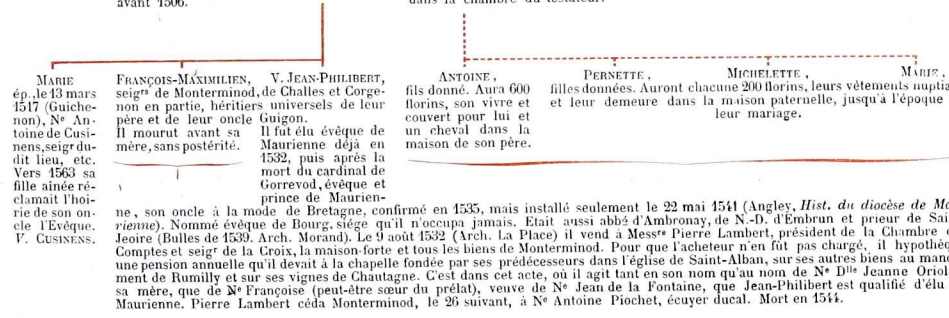 avant 1506.
dans la chambre du testateur.
MARIE
ép., le 13 mars
1517 (Guiche-
non), Nᵉ An-
toine de Cusi-
nens, seigʳ du-
dit lieu, etc.
Vers 1563 sa
fille ainée ré-
clamait l'hoi-
rie de son on-
cle l'Evêque.
V. CUSINENS.
FRANÇOIS-MAXIMILIEN,
seigʳˢ de Monterminod,
non en partie, héritiers
père et de leur oncle
Il mourut avant sa
mère, sans postérité.
V. JEAN-PHILIBERT,
de Challes et Corge-
universels de leur
Guigon.
Il fut élu évêque de
Maurienne déjà en
1532, puis après la
mort du cardinal de
Gorrevod, évêque et
prince de Maurien-
ne, son oncle à la mode de Bretagne, confirmé en 1535, mais installé seulement le 22 mai 1541 (Angley, Hist. du diocèse de
rienne). Nommé évêque de Bourg, siége qu'il n'occupa jamais. Etait aussi abbé d'Ambronay, de N.-D. d'Embrun et prieur de
Jeoire (Bulles de 1539. Arch. Morand). Le 9 août 1532 (Arch. La Place) il vend à Messʳᵉ Pierre Lambert, président de la Chambre
Comptes et seigʳ de la Croix, la maison-forte et tous les biens de Monterminod. Pour que l'acheteur n'en fût pas chargé, il hypothèq
une pension annuelle qu'il devait à la chapelle fondée par ses prédécesseurs dans l'église de Saint-Alban, sur ses autres biens au man
ment de Rumilly et sur ses vignes de Chautagne. C'est dans cet acte, où il agit tant en son nom qu'au nom de Nᵉ Dˡˡᵉ Jeanne Oriol
sa mère, que de Nᵉ Françoise (peut-être sœur du prélat), veuve de Nᵉ Jean de la Fontaine, que Jean-Philibert est qualifié d'élu
Maurienne. Pierre Lambert céda Monterminod, le 26 suivant, à Nᵉ Antoine Piochet, écuyer ducal. Mort en 1544.
ANTOINE,
fils donné. Aura 600
florins, son vivre et
couvert pour lui et
un cheval dans la
maison de son père.
PERNETTE, MICHELETTE, MARIE,
filles données. Auront chacune 200 florins, leurs vêtements nuptia
et leur demeure dans la maison paternelle, jusqu'à l'époque
leur mariage.